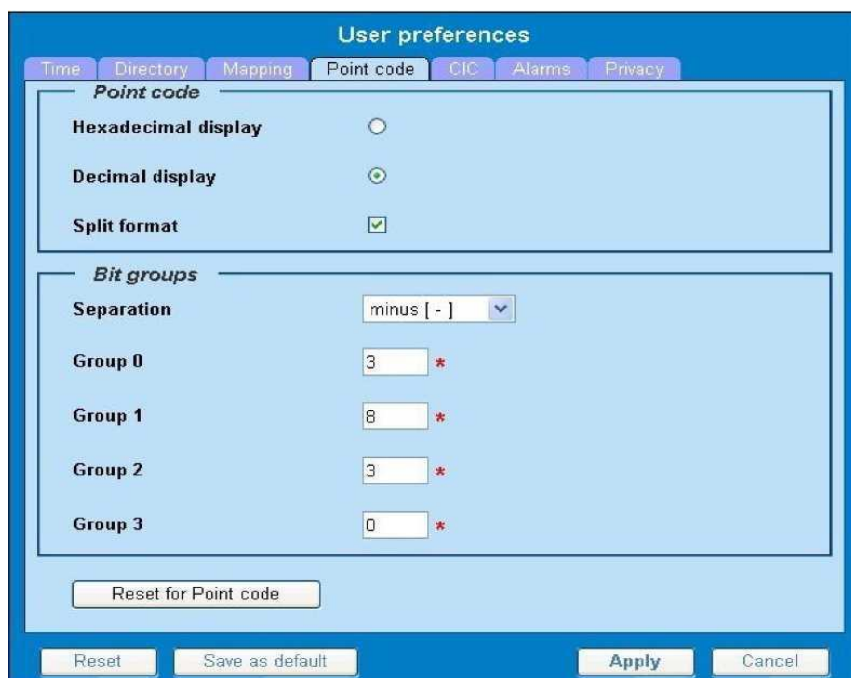 User preferences
Time Directory Mapping Point code CIC Alarms Privacy
Point code
Hexadecimal display
Decimal display
Split format
Bit groups
Separation minus [ - ]
Group 0 3 *
Group 1 8 *
Group 2 3 *
Group 3 0 *
Reset for Point code
Reset Save as default Apply Cancel